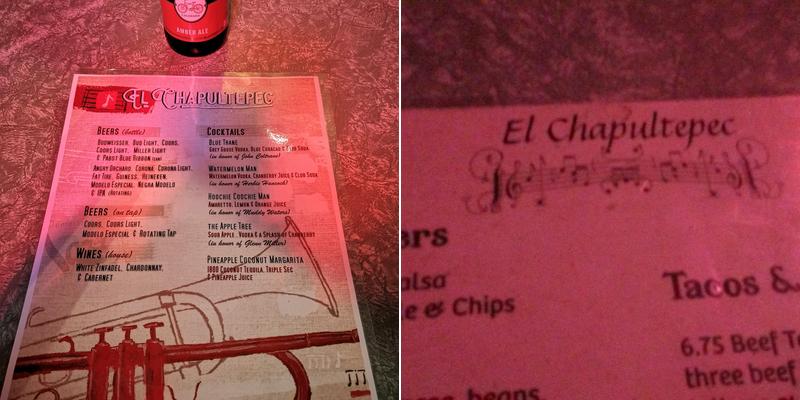 AMBER ALE
El Chapultepec
Beers (bottle)
Budweisser, Bud Light, Coors,
Coors Light, Miller Light
& Pabst Blue Ribbon (can)
Angry Orchard, Corona, Corona Light,
Fat Tire, Guiness, Heineken,
Modelo Especial, Negra Modelo
& IPA (Rotating)
Beers (on tap)
Coors, Coors Light,
Modelo Especial & Rotating Tap
Wines (house)
White Zinfadel, Chardonnay,
& Cabernet
Cocktails
Blue Trane
Grey Goose Vodka, Blue Curacao & Club Soda
(in honor of John Coltrane)
Watermelon Man
Watermelon Vodka, Cranberry Juice & Club Soda
(in honor of Herbie Hancock)
Hoochie Coochie Man
Amaretto, Lemon & Orange Juice
(in honor of Muddy Waters)
the Apple Tree
Sour Apple, Vodka & a Splash of Cranberry
(in honor of Glenn Miller)
Pineapple Coconut Margarita
1800 Coconut Tequila, Triple Sec
& Pineapple Juice
El Chapultepec
ers
alsa
e & Chips
beans
Tacos &
6.75 Beef T
three beef